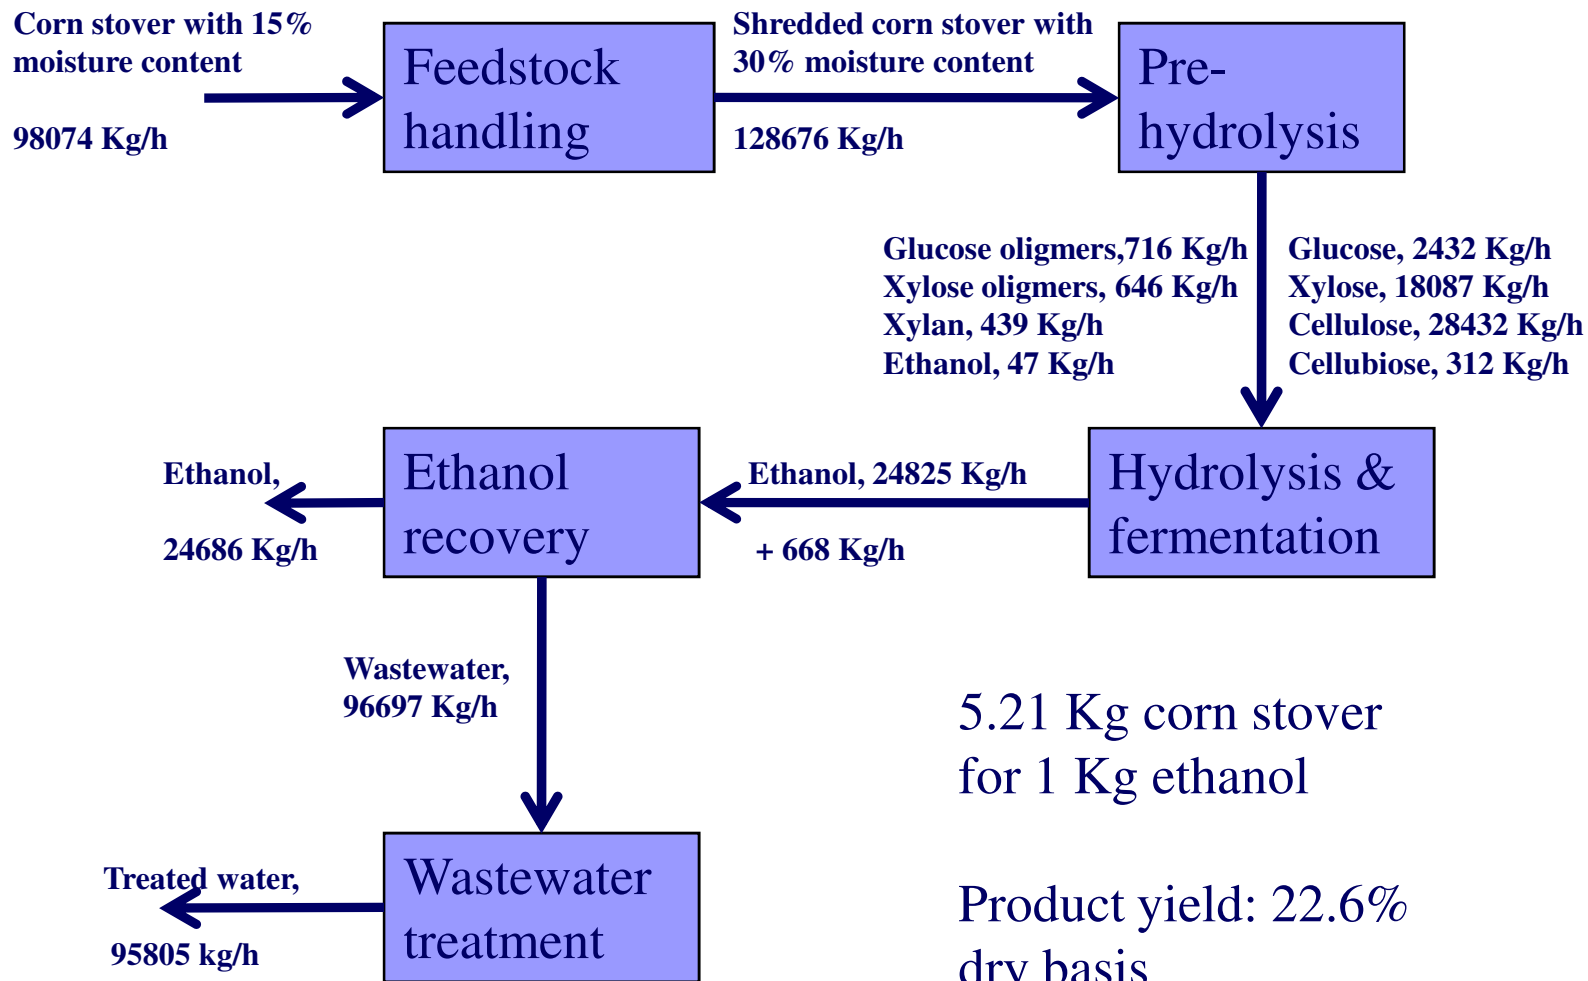 Corn stover with 15%
moisture content
98074 Kg/h
Feedstock
handling
Shredded corn stover with
30% moisture content
128676 Kg/h
Pre-
hydrolysis
Glucose oligmers,716 Kg/h
Xylose oligmers, 646 Kg/h
Xylan, 439 Kg/h
Ethanol, 47 Kg/h
Glucose, 2432 Kg/h
Xylose, 18087 Kg/h
Cellulose, 28432 Kg/h
Cellubiose, 312 Kg/h
Hydrolysis &
fermentation
Ethanol, 24825 Kg/h
+ 668 Kg/h
Ethanol
recovery
Ethanol,
24686 Kg/h
Wastewater,
96697 Kg/h
Wastewater
treatment
Treated water,
95805 kg/h
5.21 Kg corn stover
for 1 Kg ethanol
Product yield: 22.6%
dry basis